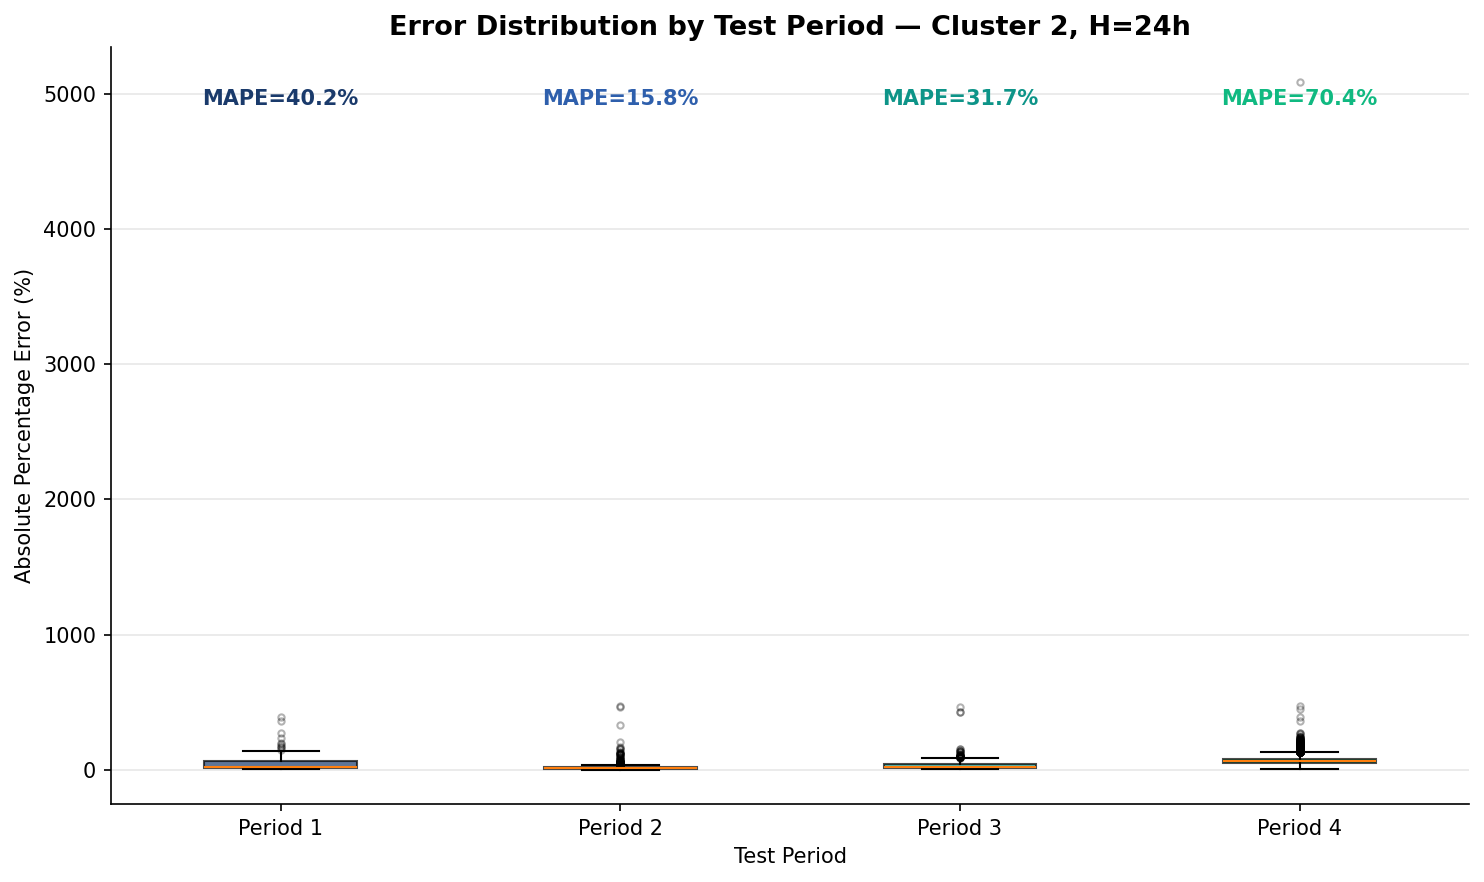 Error Distribution by Test Period — Cluster 2, H=24h
Absolute Percentage Error (%)
5000
4000
3000
2000
1000
0
MAPE=40.2%
MAPE=15.8%
MAPE=31.7%
MAPE=70.4%
Period 1
Period 2
Period 3
Period 4
Test Period